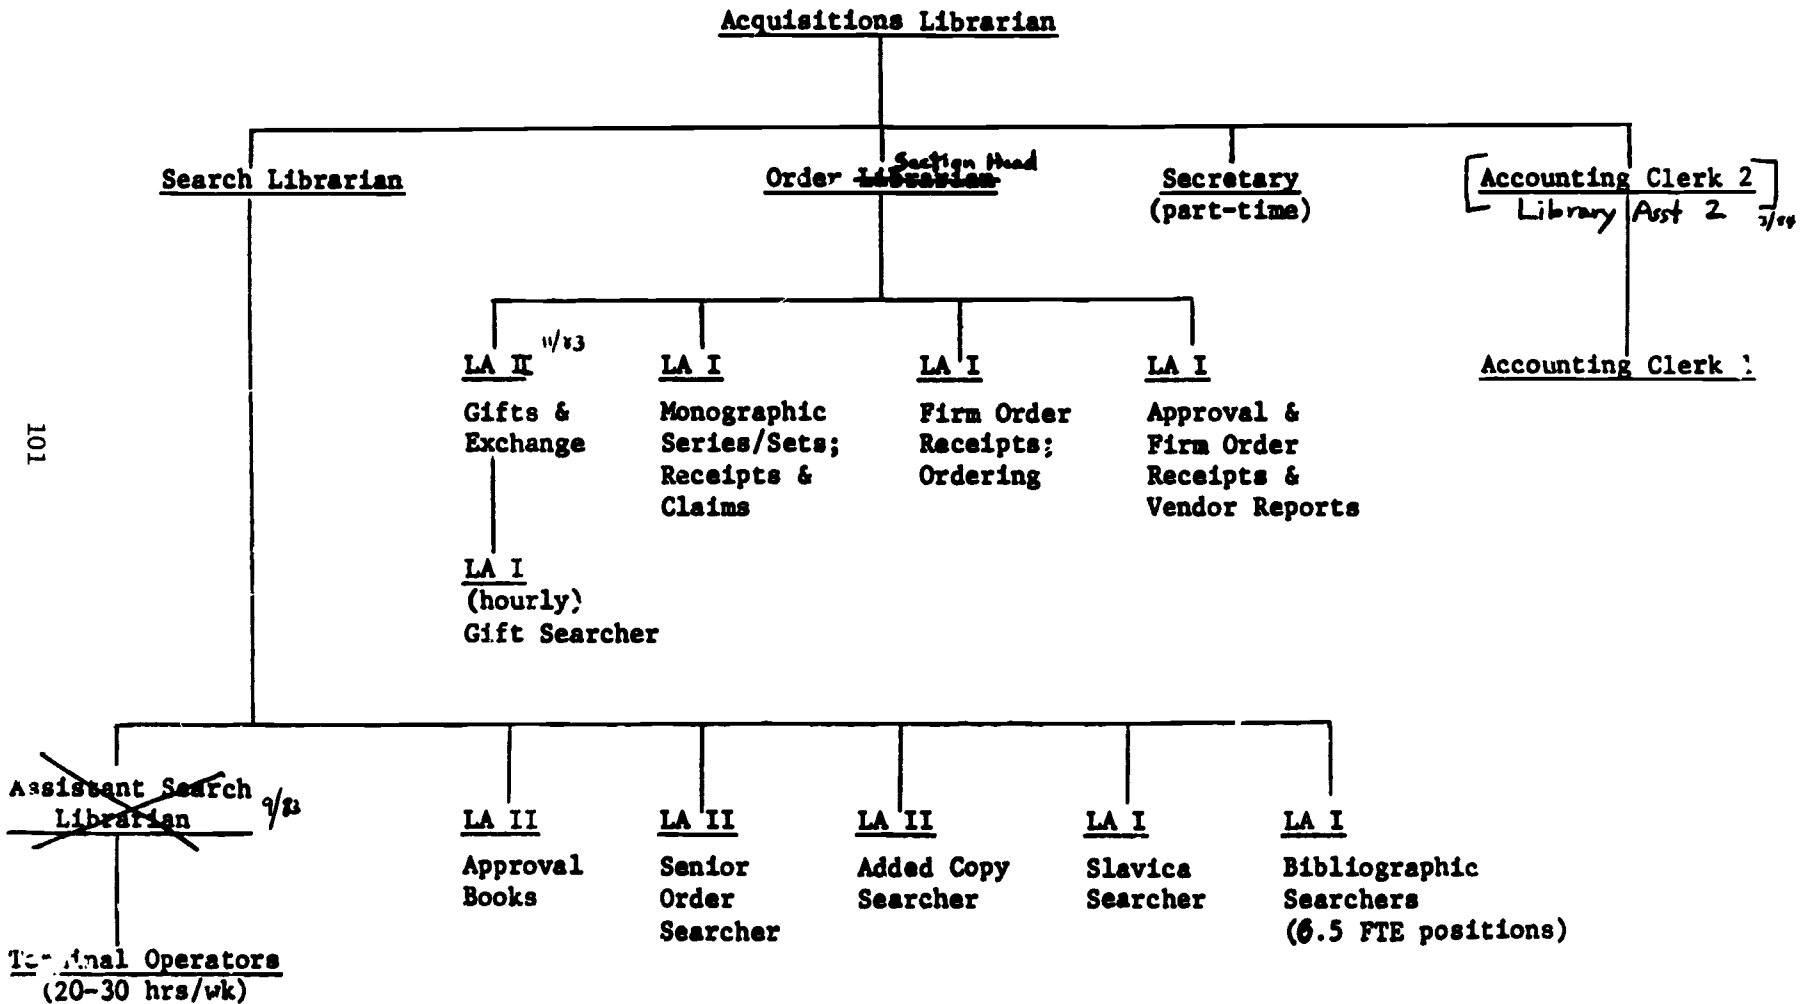 Acquisitions Librarian
Search Librarian
Order Librarian Section Head
Secretary
(part-time)
[Accounting Clerk 2]
Library Asst 2
LA II 11/83
Gifts &
Exchange
LA I
(hourly)
Gift Searcher
LA I
Monographic
Series/Sets;
Receipts &
Claims
LA I
Firm Order
Receipts;
Ordering
LA I
Approval &
Firm Order
Receipts &
Vendor Reports
Accounting Clerk
101
Assistant Search
Librarian 9/83
Terminal Operators
(20-30 hrs/wk)
LA II
Approval
Books
LA II
Senior
Order
Searcher
LA II
Added Copy
Searcher
LA I
Slavica
Searcher
LA I
Bibliographic
Searchers
(6.5 FTE positions)